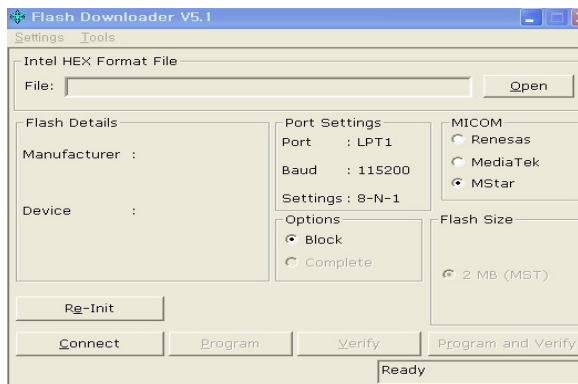 Flash Downloader V5.1
Settings Tools
Intel HEX Format File
File:
Open
Flash Details
Manufacturer :
Device :
Port Settings
Port : LPT1
Baud : 115200
Settings : 8-N-1
MICOM
Renesas
MediaTek
MStar
Options
Block
Complete
Flash Size
2 MB (MST)
Re-Init
Connect Program Verify Program and Verify
Ready